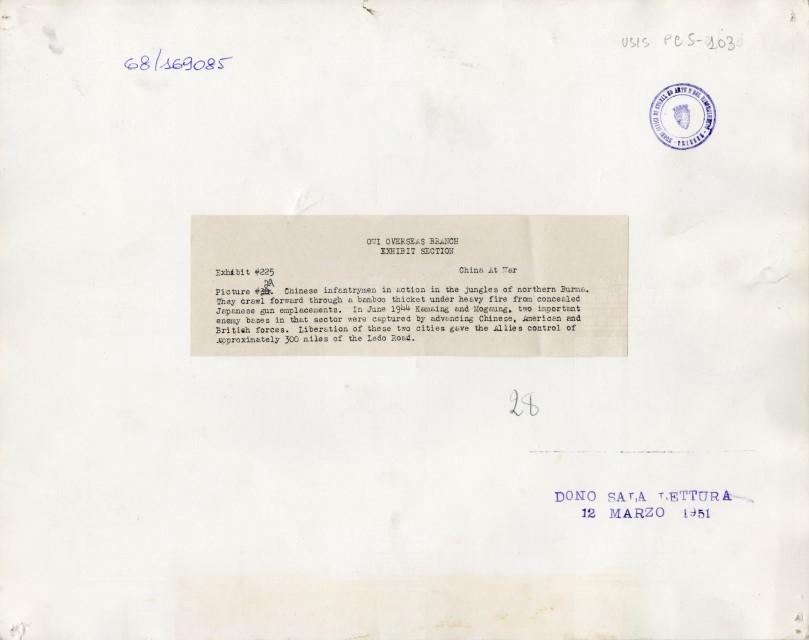 68/169085
USIS PCS-103
OWI OVERSEAS BRANCH
EXHIBIT SECTION
Exhibit #225 China At War
Picture # Chinese infantrymen in action in the jungles of northern Burma.
They crawl forward through a bamboo thicket under heavy fire from concealed
Japanese gun emplacements. In June 1944 Kamaing and Mogaung, two important
enemy bases in that sector were captured by advancing Chinese, American and
British forces. Liberation of these two cities gave the Allies control of
approximately 300 miles of the Ledo Road.
28
DONO SALA LETTURA
12 MARZO 1951